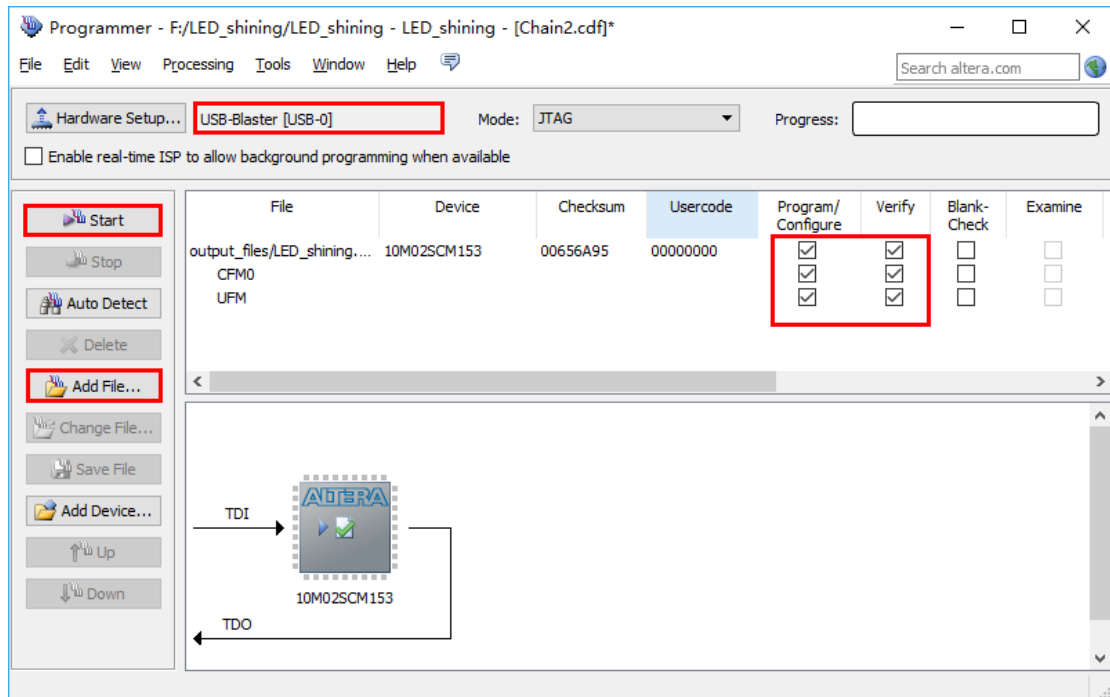 Programmer - F:/LED_shining/LED_shining - LED_shining - [Chain2.cdf]*
File Edit View Processing Tools Window Help Search altera.com
Hardware Setup... USB-Blaster [USB-0] Mode: JTAG Progress:
Enable real-time ISP to allow background programming when available
Start
Stop
Auto Detect
Delete
Add File...
Change File...
Save File
Add Device...
Up
Down
File Device Checksum Usercode Program/ Verify Blank- Examine
Configure Check
output_files/LED_shining.... 10M02SCM153 00656A95 00000000
CFM0
UFM
ALTERA
TDI
10M02SCM153
TDO